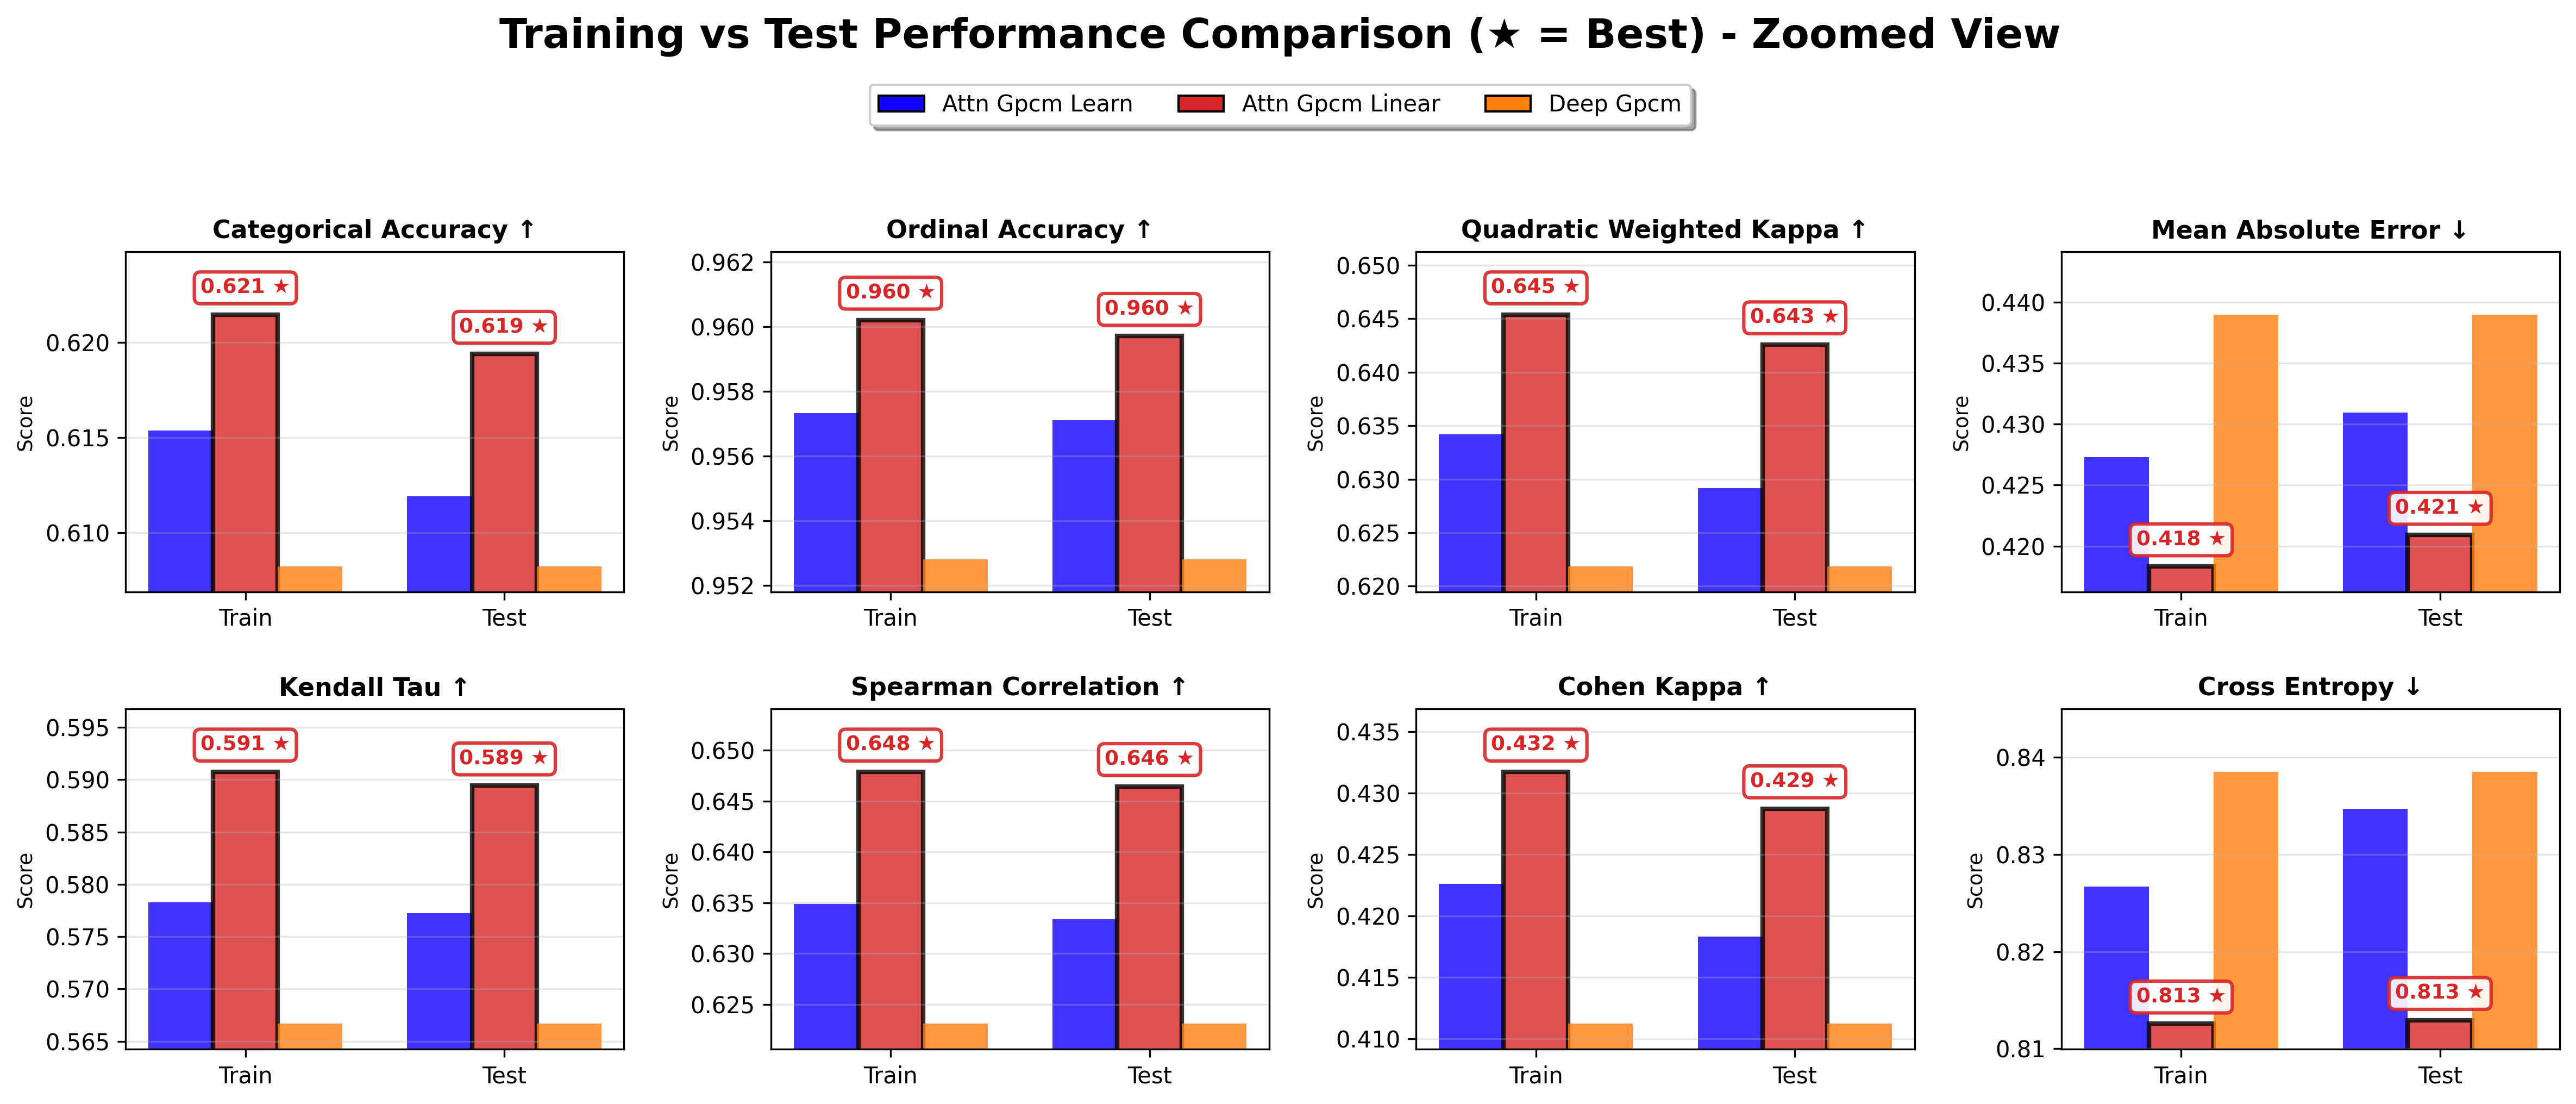 Training vs Test Performance Comparison (★ = Best) - Zoomed View
Attn Gpcm Learn Attn Gpcm Linear Deep Gpcm
Categorical Accuracy ↑
Score
0.620
0.615
0.610
0.621 ★
0.619 ★
Train Test
Ordinal Accuracy ↑
Score
0.962
0.960
0.958
0.956
0.954
0.952
0.960 ★
0.960 ★
Train Test
Quadratic Weighted Kappa ↑
Score
0.650
0.645
0.640
0.635
0.630
0.625
0.620
0.645 ★
0.643 ★
Train Test
Mean Absolute Error ↓
Score
0.440
0.435
0.430
0.425
0.420
0.418 ★
0.421 ★
Train Test
Kendall Tau ↑
Score
0.595
0.590
0.585
0.580
0.575
0.570
0.565
0.591 ★
0.589 ★
Train Test
Spearman Correlation ↑
Score
0.650
0.645
0.640
0.635
0.630
0.625
0.648 ★
0.646 ★
Train Test
Cohen Kappa ↑
Score
0.435
0.430
0.425
0.420
0.415
0.410
0.432 ★
0.429 ★
Train Test
Cross Entropy ↓
Score
0.84
0.83
0.82
0.81
0.813 ★
0.813 ★
Train Test